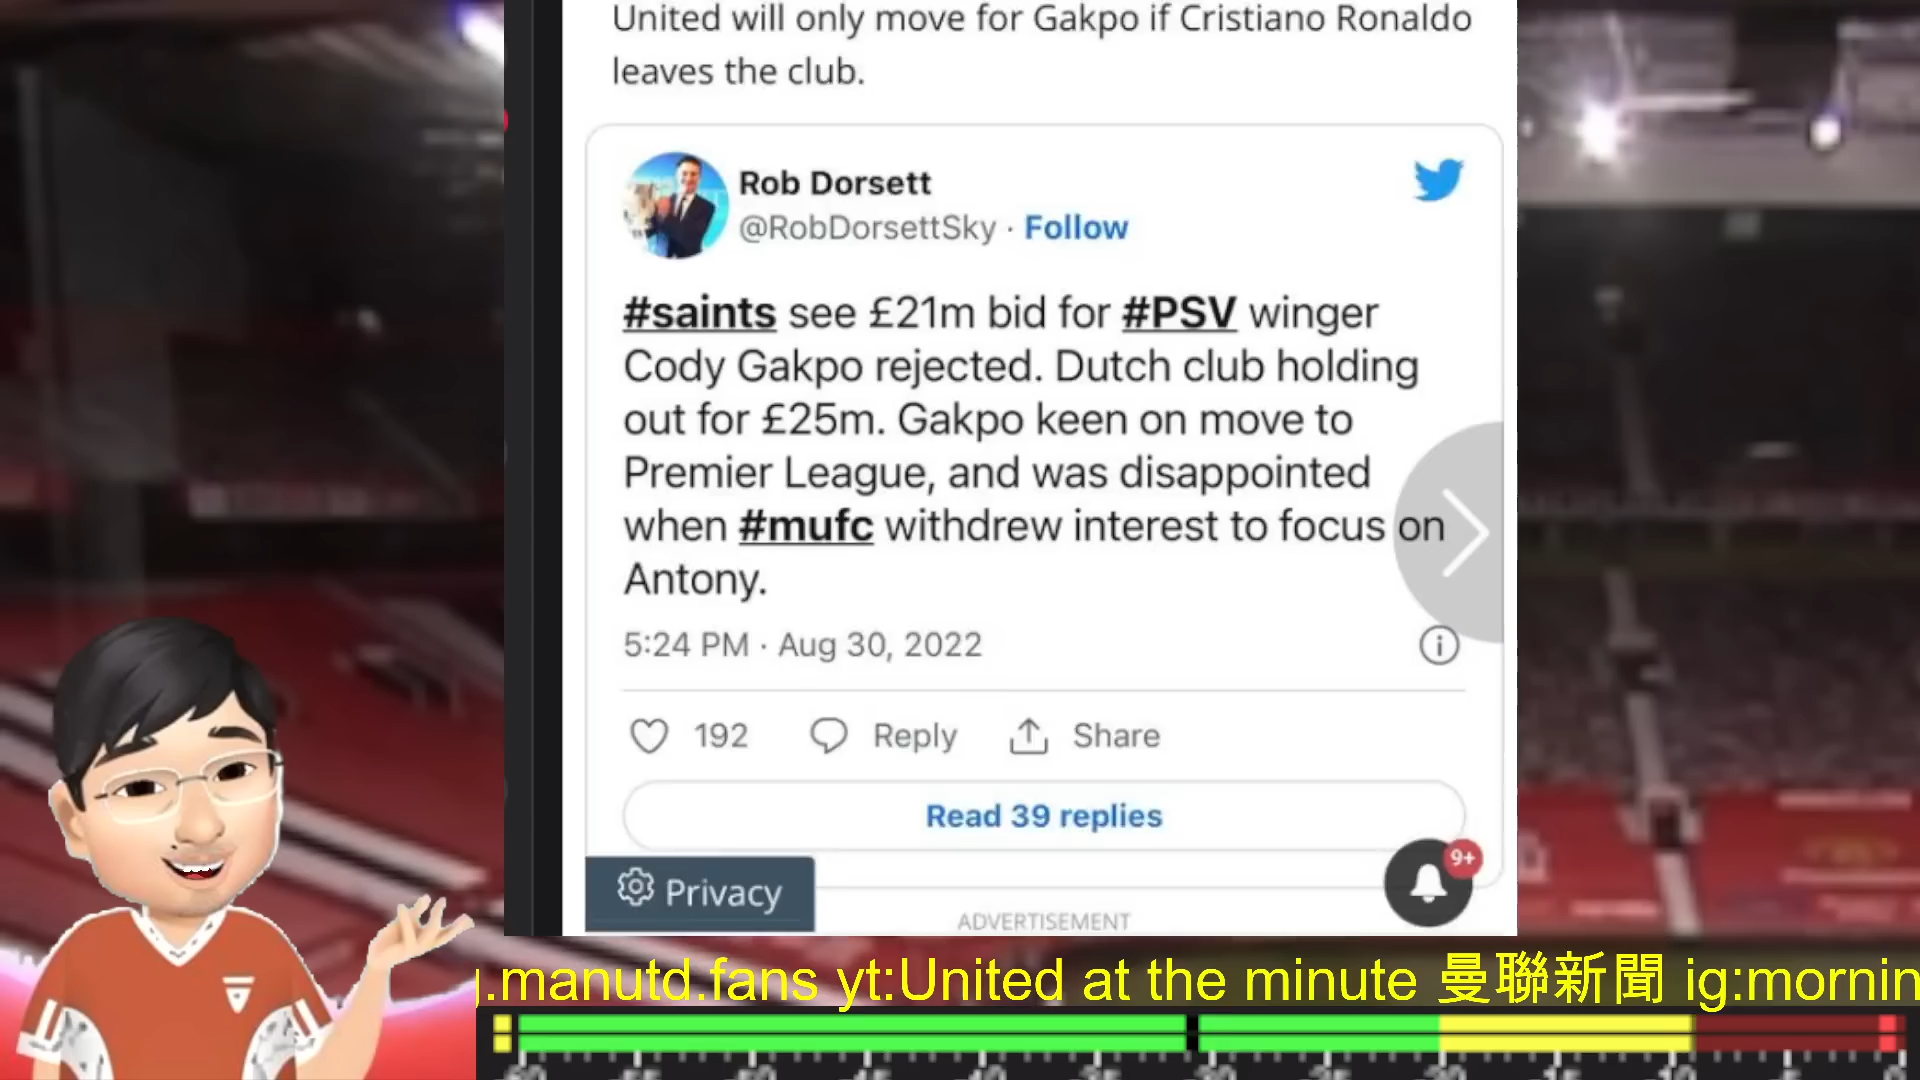 United will only move for Gakpo if Cristiano Ronaldo
leaves the club.
Rob Dorsett
@RobDorsettSky · Follow
#saints see £21m bid for #PSV winger
Cody Gakpo rejected. Dutch club holding
out for £25m. Gakpo keen on move to
Premier League, and was disappointed
when #mufc withdrew interest to focus on
Antony.
5:24 PM · Aug 30, 2022
192 Reply Share
Read 39 replies
9+
Privacy
ADVERTISEMENT
.manutd.fans yt:United at the minute 曼聯新聞 ig:mornin